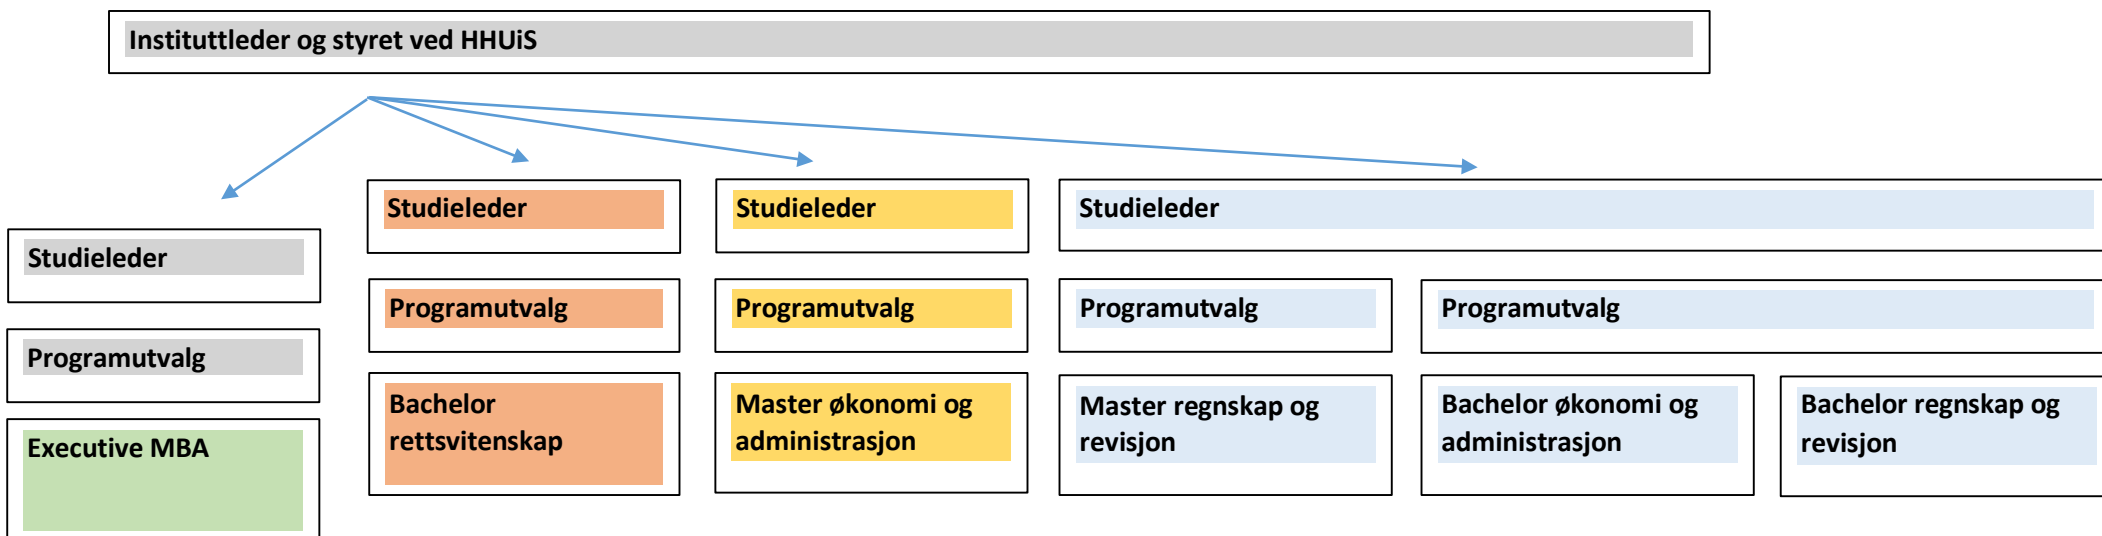 Instituttleder og styret ved HHUiS
Studieleder
Studieleder
Studieleder
Studieleder
Programutvalg
Programutvalg
Programutvalg
Programutvalg
Programutvalg
Executive MBA
Bachelor
rettsvitenskap
Master økonomi og
administrasjon
Master regnskap og
revisjon
Bachelor økonomi og
administrasjon
Bachelor regnskap og
revisjon